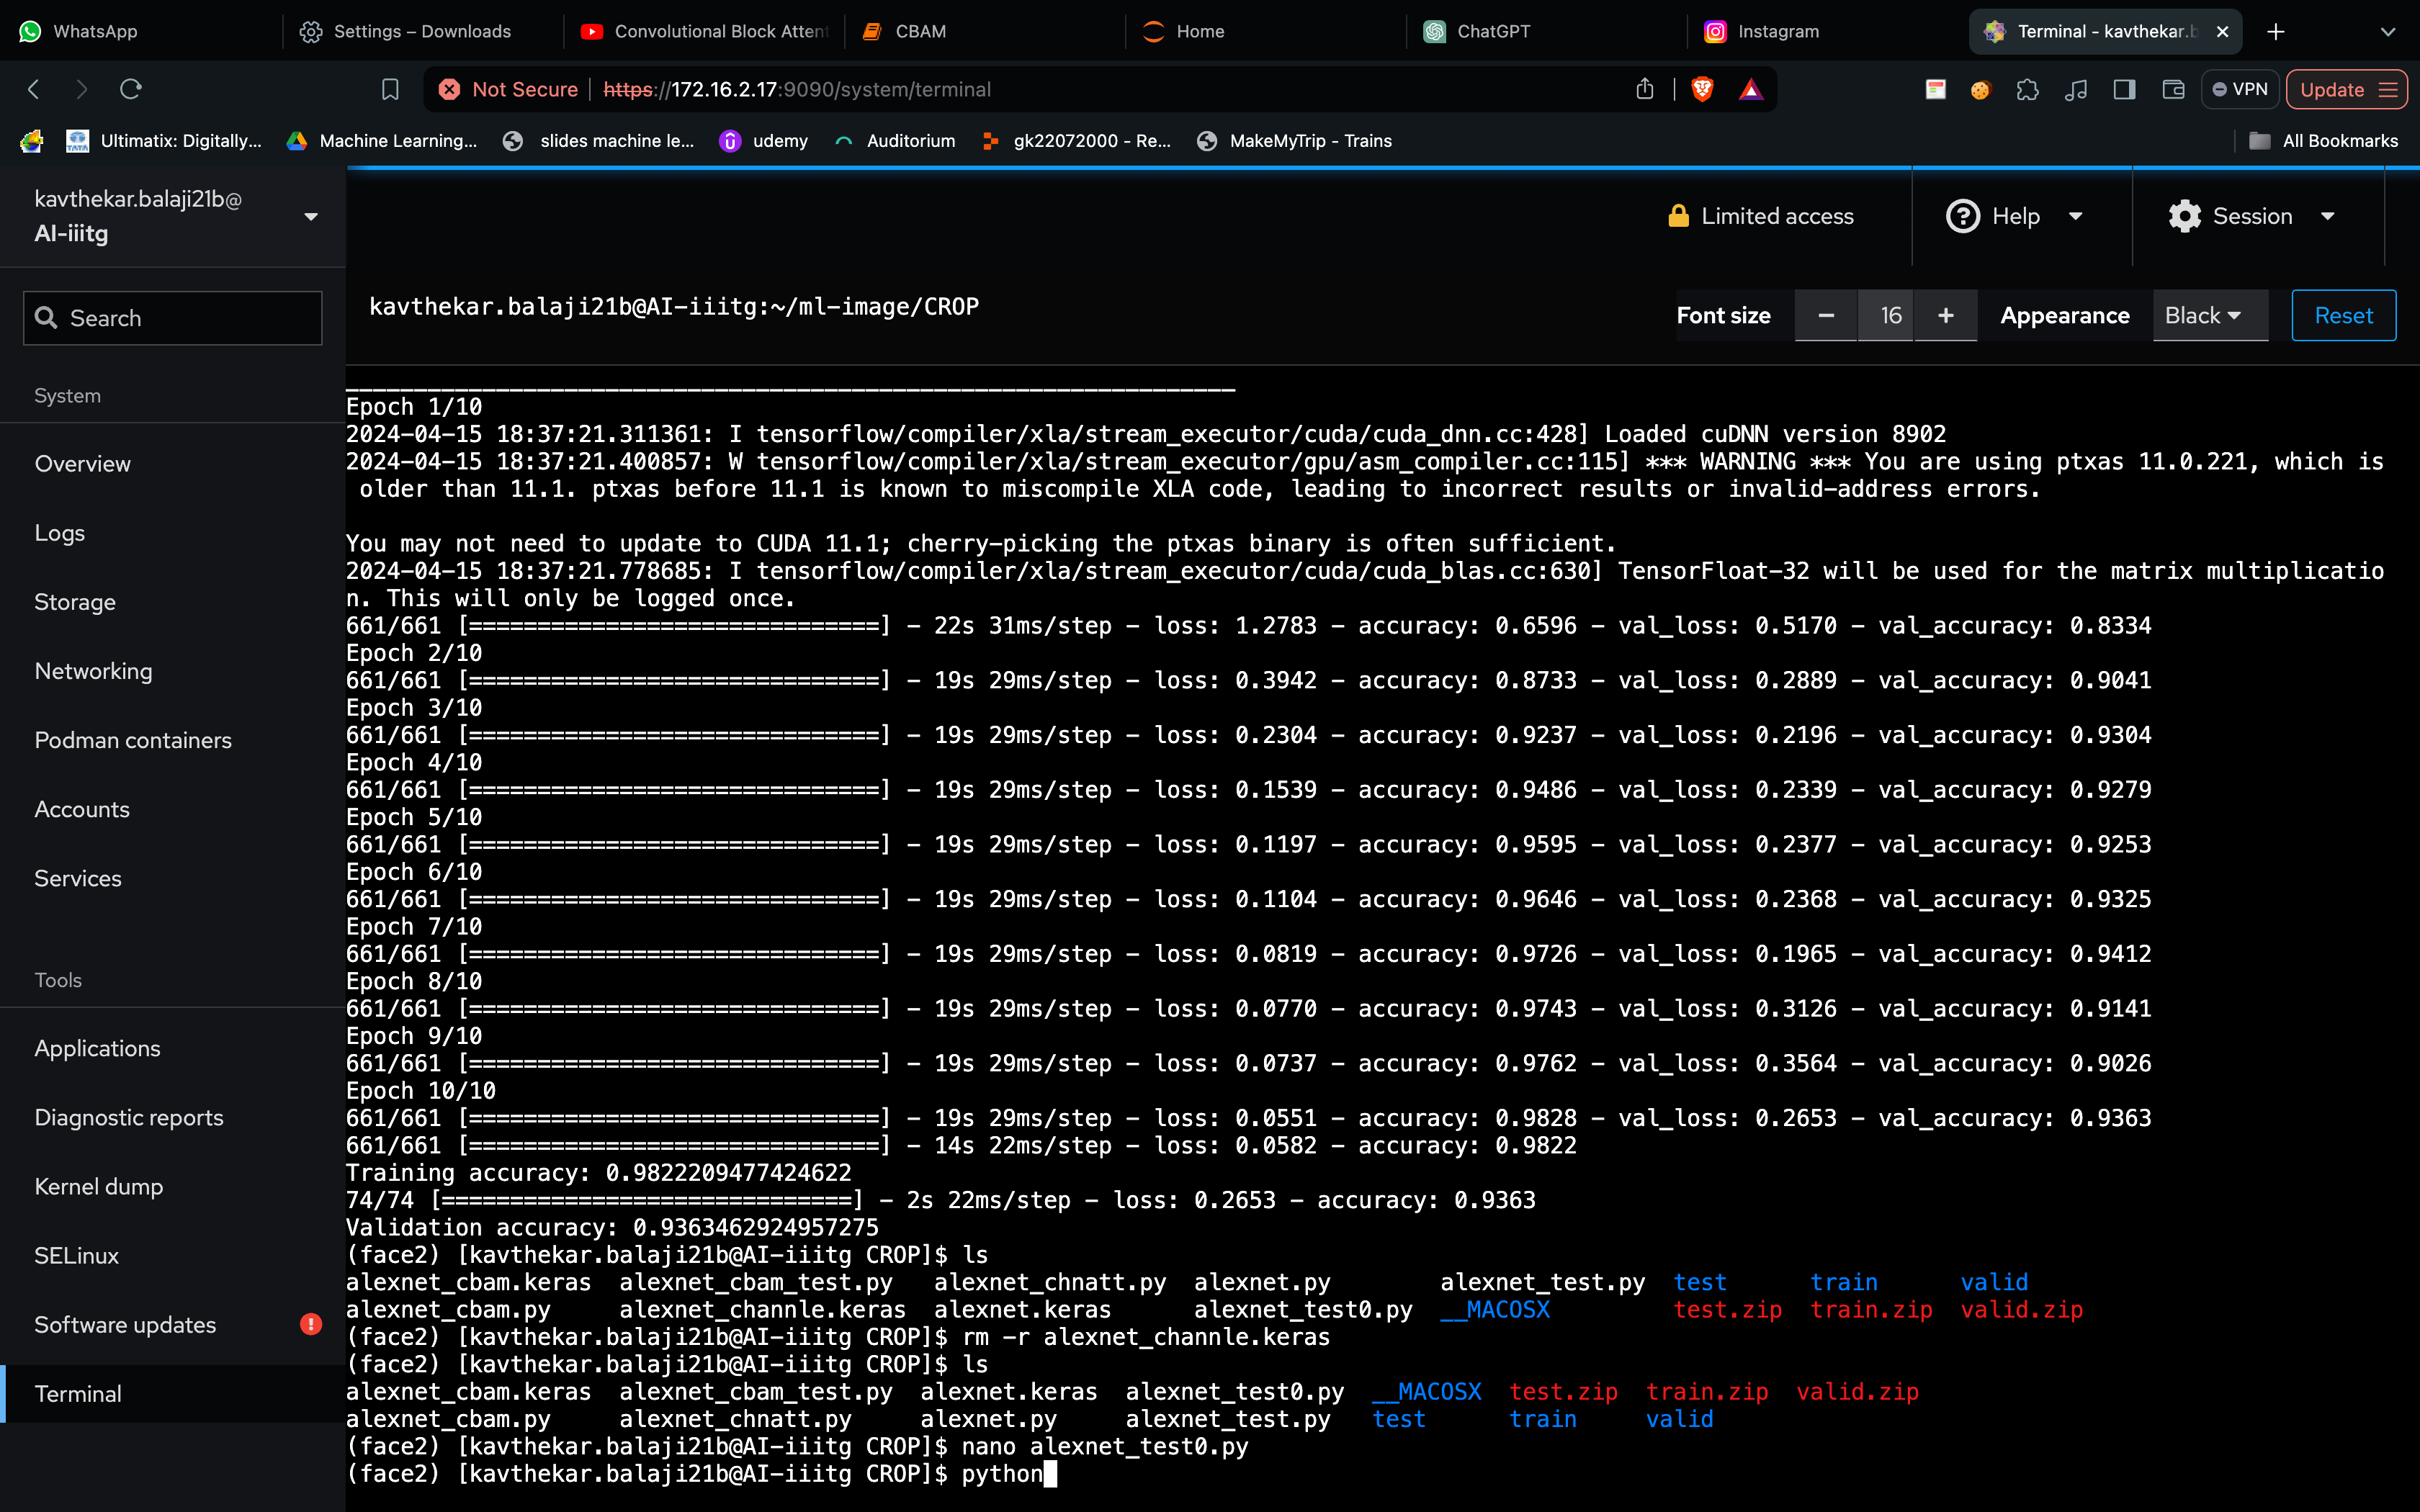 WhatsApp
Settings – Downloads
Convolutional Block Attent
CBAM
Home
ChatGPT
Instagram
Terminal - kavthekar.b
Not Secure https://172.16.2.17:9090/system/terminal
VPN
Update
Ultimatix: Digitally...
Machine Learning...
slides machine le...
udemy
Auditorium
gk22072000 - Re...
MakeMyTrip - Trains
All Bookmarks
kavthekar.balaji21b@
AI-iiitg
Limited access
Help
Session
Search
kavthekar.balaji21b@AI-iiitg:~/ml-image/CROP
Font size − 16 + Appearance Black Reset
System
Overview
Logs
Storage
Networking
Podman containers
Accounts
Services
Tools
Applications
Diagnostic reports
Kernel dump
SELinux
Software updates
Terminal
_________________________________________________________________
Epoch 1/10
2024-04-15 18:37:21.311361: I tensorflow/compiler/xla/stream_executor/cuda/cuda_dnn.cc:428] Loaded cuDNN version 8902
2024-04-15 18:37:21.400857: W tensorflow/compiler/xla/stream_executor/gpu/asm_compiler.cc:115] *** WARNING *** You are using ptxas 11.0.221, which is
older than 11.1. ptxas before 11.1 is known to miscompile XLA code, leading to incorrect results or invalid-address errors.
You may not need to update to CUDA 11.1; cherry-picking the ptxas binary is often sufficient.
2024-04-15 18:37:21.778685: I tensorflow/compiler/xla/stream_executor/cuda/cuda_blas.cc:630] TensorFloat-32 will be used for the matrix multiplicatio
n. This will only be logged once.
661/661 [==============================] - 22s 31ms/step - loss: 1.2783 - accuracy: 0.6596 - val_loss: 0.5170 - val_accuracy: 0.8334
Epoch 2/10
661/661 [==============================] - 19s 29ms/step - loss: 0.3942 - accuracy: 0.8733 - val_loss: 0.2889 - val_accuracy: 0.9041
Epoch 3/10
661/661 [==============================] - 19s 29ms/step - loss: 0.2304 - accuracy: 0.9237 - val_loss: 0.2196 - val_accuracy: 0.9304
Epoch 4/10
661/661 [==============================] - 19s 29ms/step - loss: 0.1539 - accuracy: 0.9486 - val_loss: 0.2339 - val_accuracy: 0.9279
Epoch 5/10
661/661 [==============================] - 19s 29ms/step - loss: 0.1197 - accuracy: 0.9595 - val_loss: 0.2377 - val_accuracy: 0.9253
Epoch 6/10
661/661 [==============================] - 19s 29ms/step - loss: 0.1104 - accuracy: 0.9646 - val_loss: 0.2368 - val_accuracy: 0.9325
Epoch 7/10
661/661 [==============================] - 19s 29ms/step - loss: 0.0819 - accuracy: 0.9726 - val_loss: 0.1965 - val_accuracy: 0.9412
Epoch 8/10
661/661 [==============================] - 19s 29ms/step - loss: 0.0770 - accuracy: 0.9743 - val_loss: 0.3126 - val_accuracy: 0.9141
Epoch 9/10
661/661 [==============================] - 19s 29ms/step - loss: 0.0737 - accuracy: 0.9762 - val_loss: 0.3564 - val_accuracy: 0.9026
Epoch 10/10
661/661 [==============================] - 19s 29ms/step - loss: 0.0551 - accuracy: 0.9828 - val_loss: 0.2653 - val_accuracy: 0.9363
661/661 [==============================] - 14s 22ms/step - loss: 0.0582 - accuracy: 0.9822
Training accuracy: 0.9822209477424622
74/74 [==============================] - 2s 22ms/step - loss: 0.2653 - accuracy: 0.9363
Validation accuracy: 0.9363462924957275
(face2) [kavthekar.balaji21b@AI-iiitg CROP]$ ls
alexnet_cbam.keras alexnet_cbam_test.py alexnet_chnatt.py alexnet.py alexnet_test.py test train valid
alexnet_cbam.py alexnet_channle.keras alexnet.keras alexnet_test0.py __MACOSX test.zip train.zip valid.zip
(face2) [kavthekar.balaji21b@AI-iiitg CROP]$ rm -r alexnet_channle.keras
(face2) [kavthekar.balaji21b@AI-iiitg CROP]$ ls
alexnet_cbam.keras alexnet_cbam_test.py alexnet.keras alexnet_test0.py __MACOSX test.zip train.zip valid.zip
alexnet_cbam.py alexnet_chnatt.py alexnet.py alexnet_test.py test train valid
(face2) [kavthekar.balaji21b@AI-iiitg CROP]$ nano alexnet_test0.py
(face2) [kavthekar.balaji21b@AI-iiitg CROP]$ python